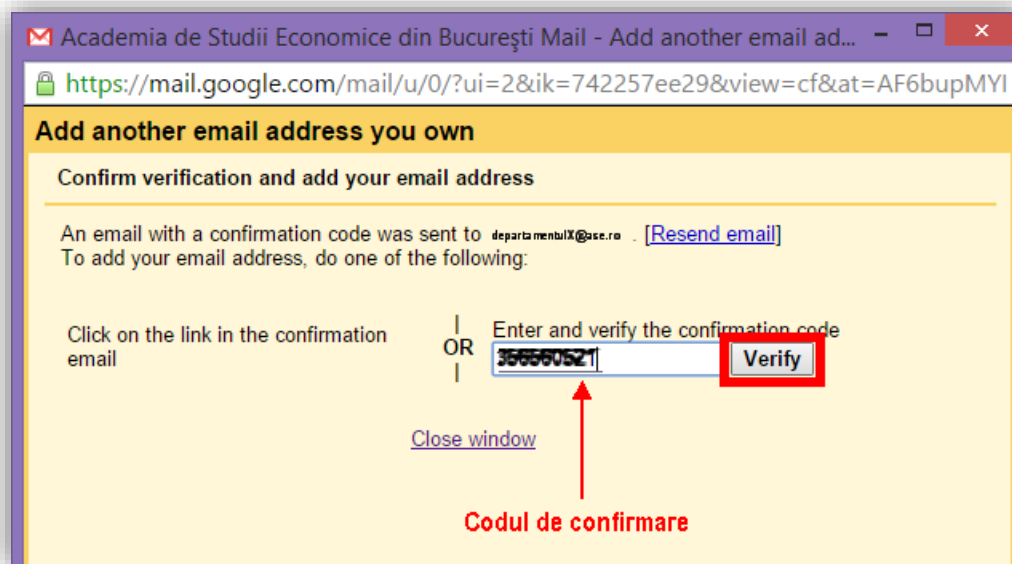 Academia de Studii Economice din Bucureşti Mail - Add another email ad...
https://mail.google.com/mail/u/0/?ui=2&ik=742257ee29&view=cf&at=AF6bupMYI
Add another email address you own
Confirm verification and add your email address
An email with a confirmation code was sent to departamentulX@ase.ro . [Resend email]
To add your email address, do one of the following:
Click on the link in the confirmation
email
|
OR
|
Enter and verify the confirmation code
Verify
Close window
Codul de confirmare